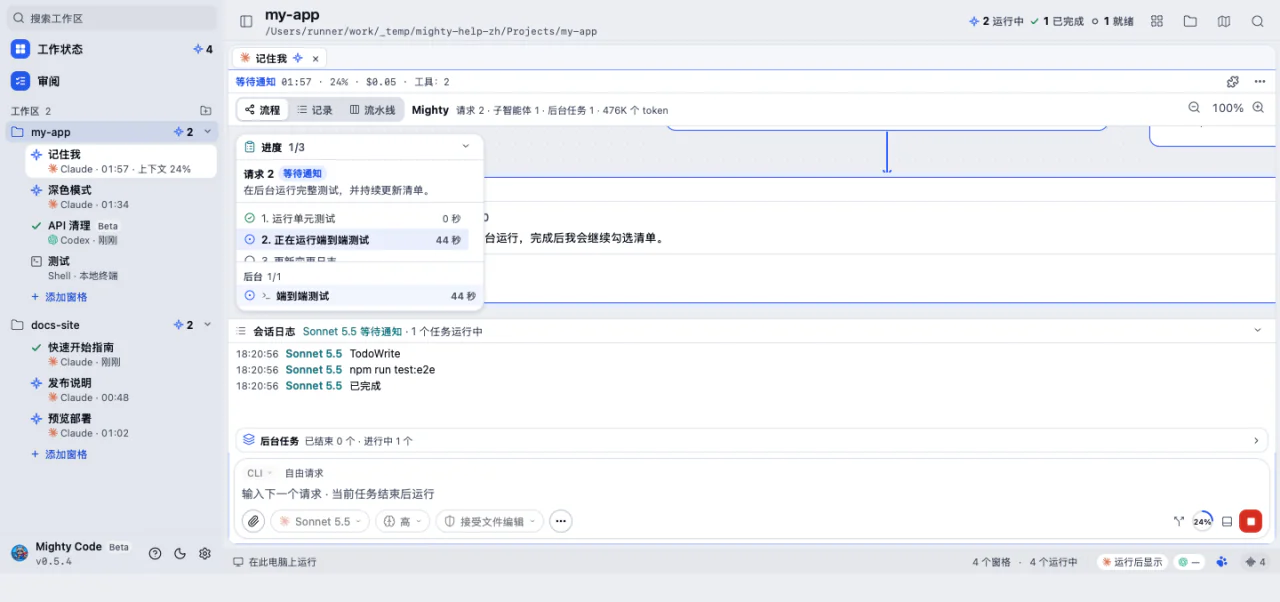 搜索工作区
工作状态 4
审阅
工作区 2
my-app 2
记住我
Claude · 01:57 · 上下文 24%
深色模式
Claude · 01:34
API 清理 Beta
Codex · 刚刚
测试
Shell · 本地终端
+ 添加窗格
docs-site 2
快速开始指南
Claude · 刚刚
发布说明
Claude · 00:48
预览部署
Claude · 01:02
+ 添加窗格
Mighty Code Beta
v0.5.4
my-app
/Users/runner/work/_temp/mighty-help-zh/Projects/my-app
2 运行中 1 已完成 1 就绪
记住我
等待通知 01:57 · 24% · $0.05 · 工具: 2
流程 记录 流水线 Mighty 请求 2 · 子智能体 1 · 后台任务 1 · 476K 个 token
100%
进度 1/3
请求 2 等待通知
在后台运行完整测试，并持续更新清单。
1. 运行单元测试 0 秒
2. 正在运行端到端测试 44 秒
3. 更新变更日志
后台 1/1
端到端测试 44 秒
台运行，完成后我会继续勾选清单。
会话日志 Sonnet 5.5 等待通知 · 1 个任务运行中
18:20:56 Sonnet 5.5 TodoWrite
18:20:56 Sonnet 5.5 npm run test:e2e
18:20:56 Sonnet 5.5 已完成
后台任务 已结束 0 个 · 进行中 1 个
CLI 自由请求
输入下一个请求 · 当前任务结束后运行
Sonnet 5.5 高 接受文件编辑
24%
在此电脑上运行
4 个窗格 · 4 个运行中 运行后显示 — 4